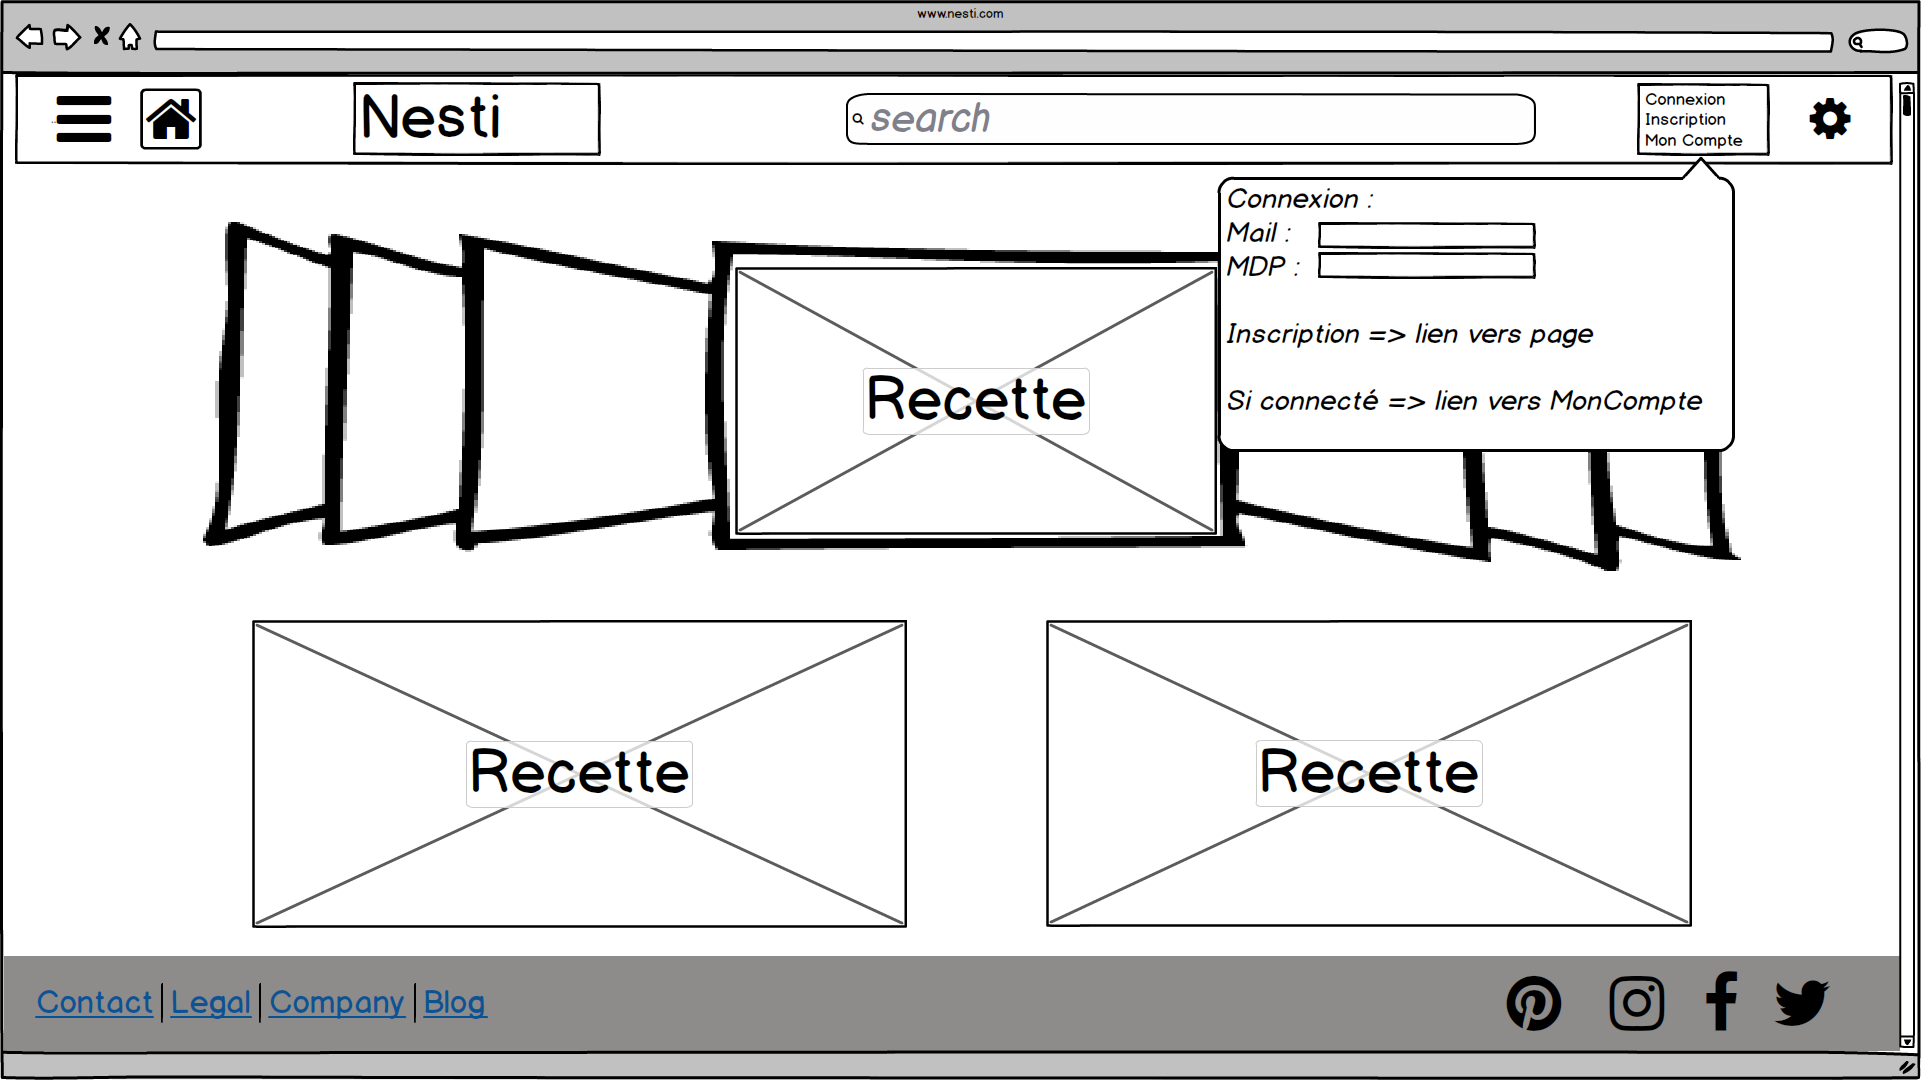 www.nesti.com
Nesti
search
Connexion
Inscription
Mon Compte
Connexion :
Mail :
MDP :
Inscription => lien vers page
Si connecté => lien vers MonCompte
Recette
Recette
Recette
Contact | Legal | Company | Blog